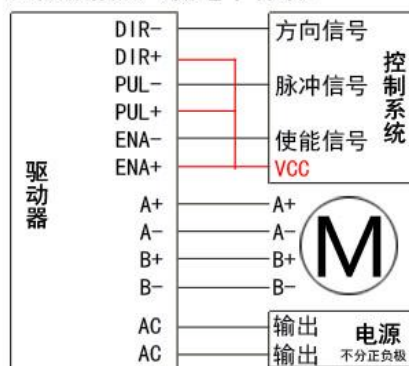 DIR-
DIR+
PUL-
PUL+
ENA-
ENA+
A+
A-
B+
B-
AC
AC
驱动器
方向信号
脉冲信号
使能信号
VCC
控制系统
A+
A-
B+
B-
M
输出
输出
电源
不分正负极